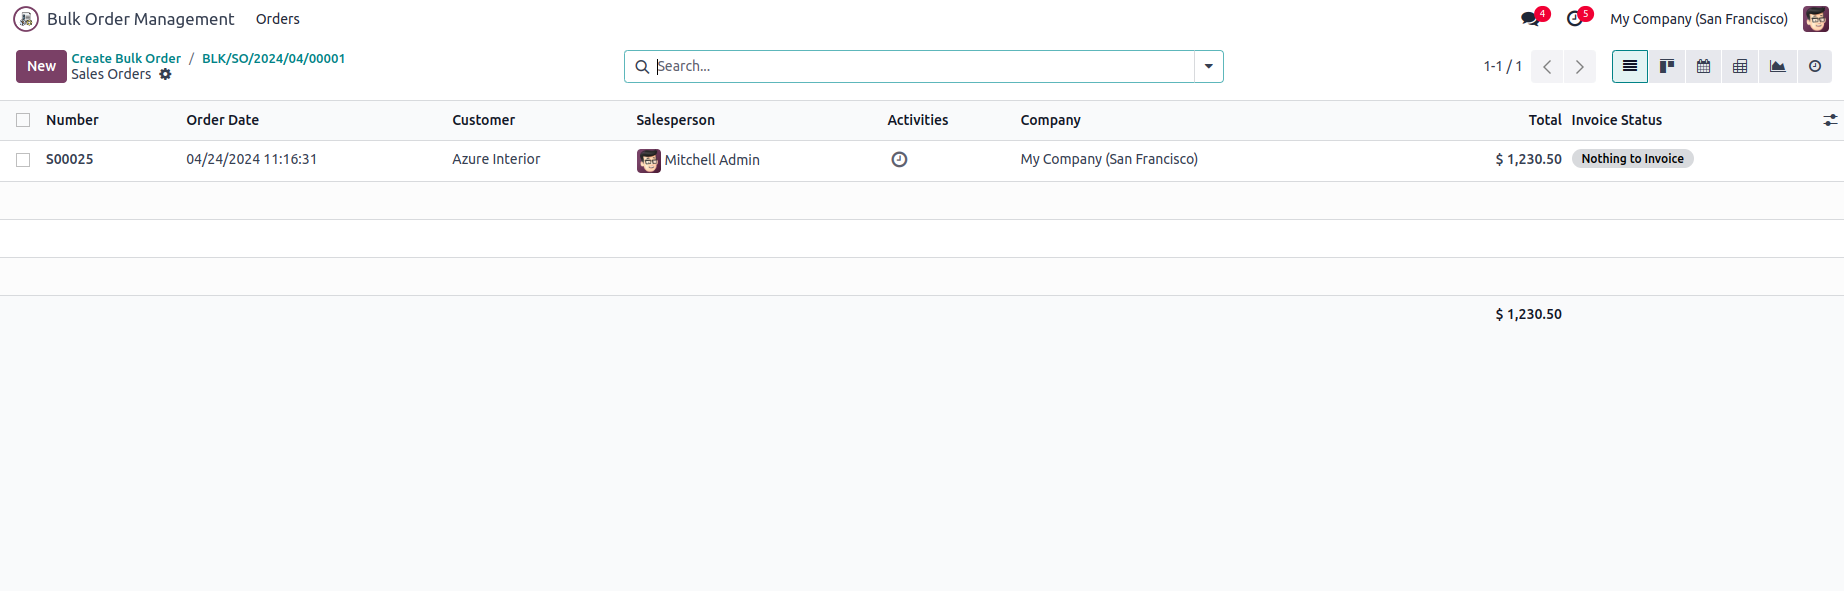 Bulk Order Management Orders 4 5 My Company (San Francisco)
New Create Bulk Order / BLK/SO/2024/04/00001
Sales Orders
Search... 1-1 / 1
Number Order Date Customer Salesperson Activities Company Total Invoice Status
S00025 04/24/2024 11:16:31 Azure Interior Mitchell Admin My Company (San Francisco) $ 1,230.50 Nothing to Invoice
$ 1,230.50